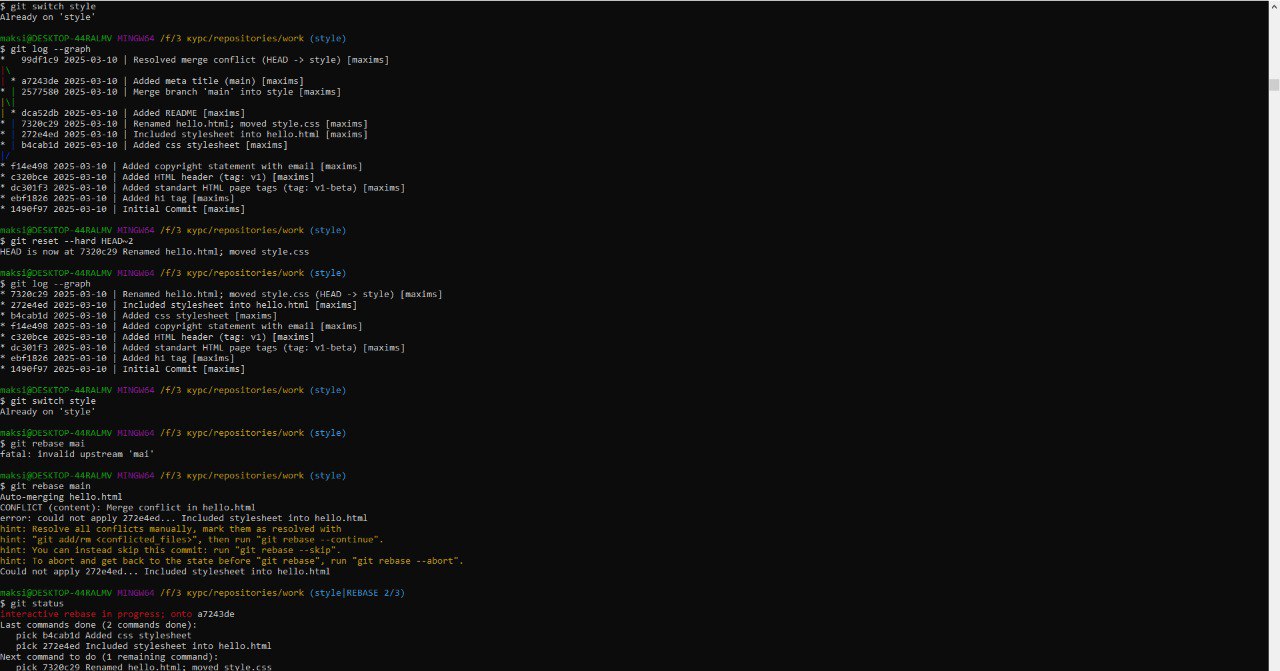 $ git switch style
Already on 'style'
maksi@DESKTOP-44RALMV MINGW64 /f/3 курс/repositories/work (style)
$ git log --graph
*   99df1c9 2025-03-10 | Resolved merge conflict (HEAD -> style) [maxims]
|\
| * a7243de 2025-03-10 | Added meta title (main) [maxims]
* | 2577580 2025-03-10 | Merge branch 'main' into style [maxims]
|\|
| * dca52db 2025-03-10 | Added README [maxims]
* | 7320c29 2025-03-10 | Renamed hello.html; moved style.css [maxims]
* | 272e4ed 2025-03-10 | Included stylesheet into hello.html [maxims]
* | b4cab1d 2025-03-10 | Added css stylesheet [maxims]
|/
* f14e498 2025-03-10 | Added copyright statement with email [maxims]
* c320bce 2025-03-10 | Added HTML header (tag: v1) [maxims]
* dc301f3 2025-03-10 | Added standart HTML page tags (tag: v1-beta) [maxims]
* ebf1826 2025-03-10 | Added h1 tag [maxims]
* 1490f97 2025-03-10 | Initial Commit [maxims]
maksi@DESKTOP-44RALMV MINGW64 /f/3 курс/repositories/work (style)
$ git reset --hard HEAD~2
HEAD is now at 7320c29 Renamed hello.html; moved style.css
maksi@DESKTOP-44RALMV MINGW64 /f/3 курс/repositories/work (style)
$ git log --graph
* 7320c29 2025-03-10 | Renamed hello.html; moved style.css (HEAD -> style) [maxims]
* 272e4ed 2025-03-10 | Included stylesheet into hello.html [maxims]
* b4cab1d 2025-03-10 | Added css stylesheet [maxims]
* f14e498 2025-03-10 | Added copyright statement with email [maxims]
* c320bce 2025-03-10 | Added HTML header (tag: v1) [maxims]
* dc301f3 2025-03-10 | Added standart HTML page tags (tag: v1-beta) [maxims]
* ebf1826 2025-03-10 | Added h1 tag [maxims]
* 1490f97 2025-03-10 | Initial Commit [maxims]
maksi@DESKTOP-44RALMV MINGW64 /f/3 курс/repositories/work (style)
$ git switch style
Already on 'style'
maksi@DESKTOP-44RALMV MINGW64 /f/3 курс/repositories/work (style)
$ git rebase mai
fatal: invalid upstream 'mai'
maksi@DESKTOP-44RALMV MINGW64 /f/3 курс/repositories/work (style)
$ git rebase main
Auto-merging hello.html
CONFLICT (content): Merge conflict in hello.html
error: could not apply 272e4ed... Included stylesheet into hello.html
hint: Resolve all conflicts manually, mark them as resolved with
hint: "git add/rm <conflicted_files>", then run "git rebase --continue".
hint: You can instead skip this commit: run "git rebase --skip".
hint: To abort and get back to the state before "git rebase", run "git rebase --abort".
Could not apply 272e4ed... Included stylesheet into hello.html
maksi@DESKTOP-44RALMV MINGW64 /f/3 курс/repositories/work (style|REBASE 2/3)
$ git status
interactive rebase in progress; onto a7243de
Last commands done (2 commands done):
   pick b4cab1d Added css stylesheet
   pick 272e4ed Included stylesheet into hello.html
Next command to do (1 remaining command):
   pick 7320c29 Renamed hello.html; moved style.css